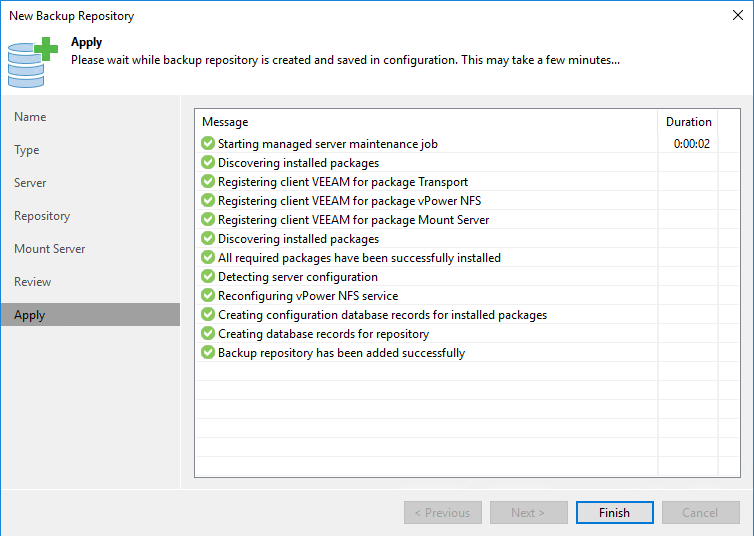 New Backup Repository
Apply
Please wait while backup repository is created and saved in configuration. This may take a few minutes...
Name
Type
Server
Repository
Mount Server
Review
Apply
Message Duration
Starting managed server maintenance job 0:00:02
Discovering installed packages
Registering client VEEAM for package Transport
Registering client VEEAM for package vPower NFS
Registering client VEEAM for package Mount Server
Discovering installed packages
All required packages have been successfully installed
Detecting server configuration
Reconfiguring vPower NFS service
Creating configuration database records for installed packages
Creating database records for repository
Backup repository has been added successfully
< Previous Next > Finish Cancel